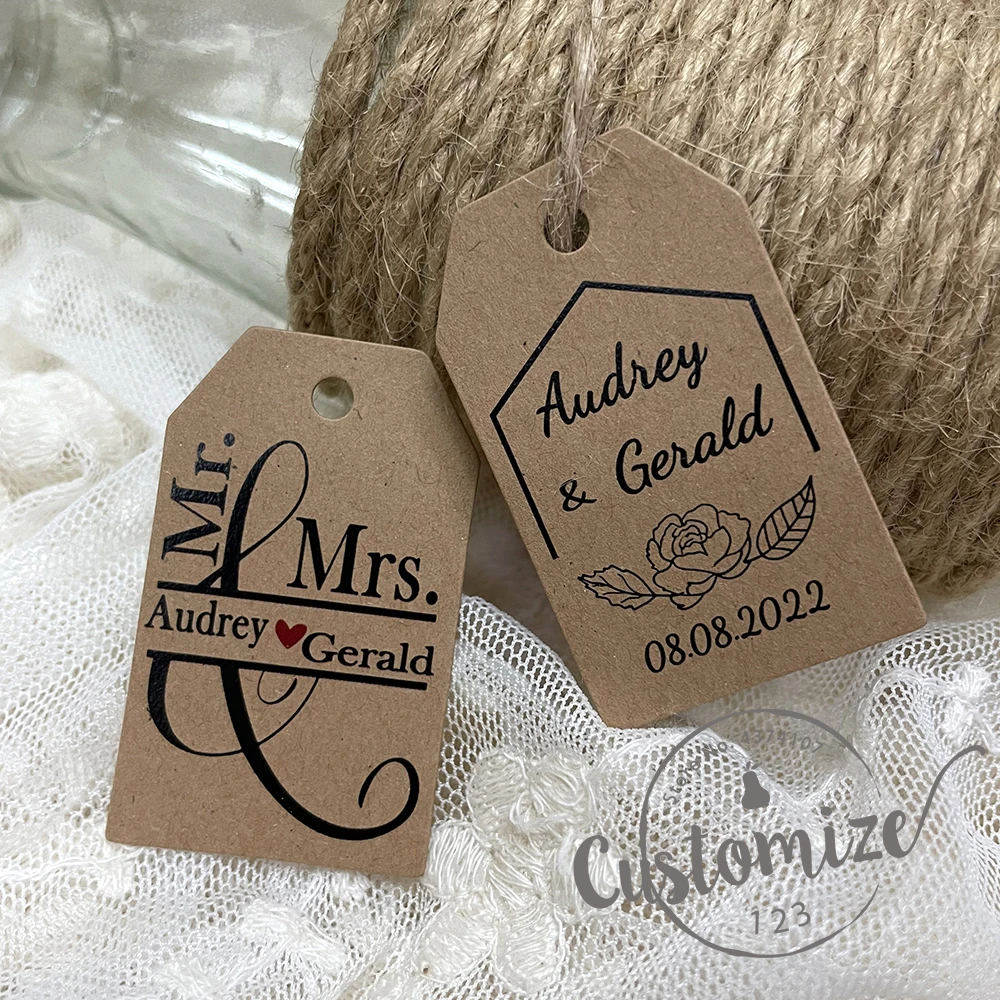 Mr.
&
Mrs.
Audrey ❤ Gerald
Audrey
& Gerald
08.08.2022
Customize
123